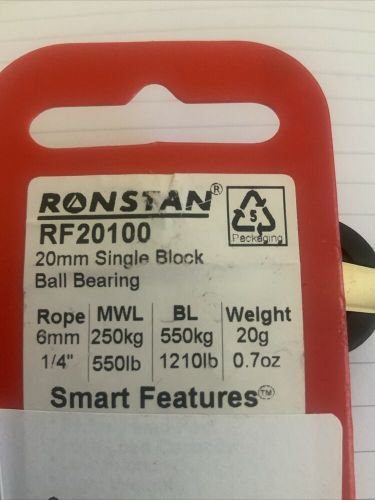 RONSTAN®
RF20100
20mm Single Block
Ball Bearing
5
Packaging
Rope MWL BL Weight
6mm 250kg 550kg 20g
1/4" 550lb 1210lb 0.7oz
Smart Features™